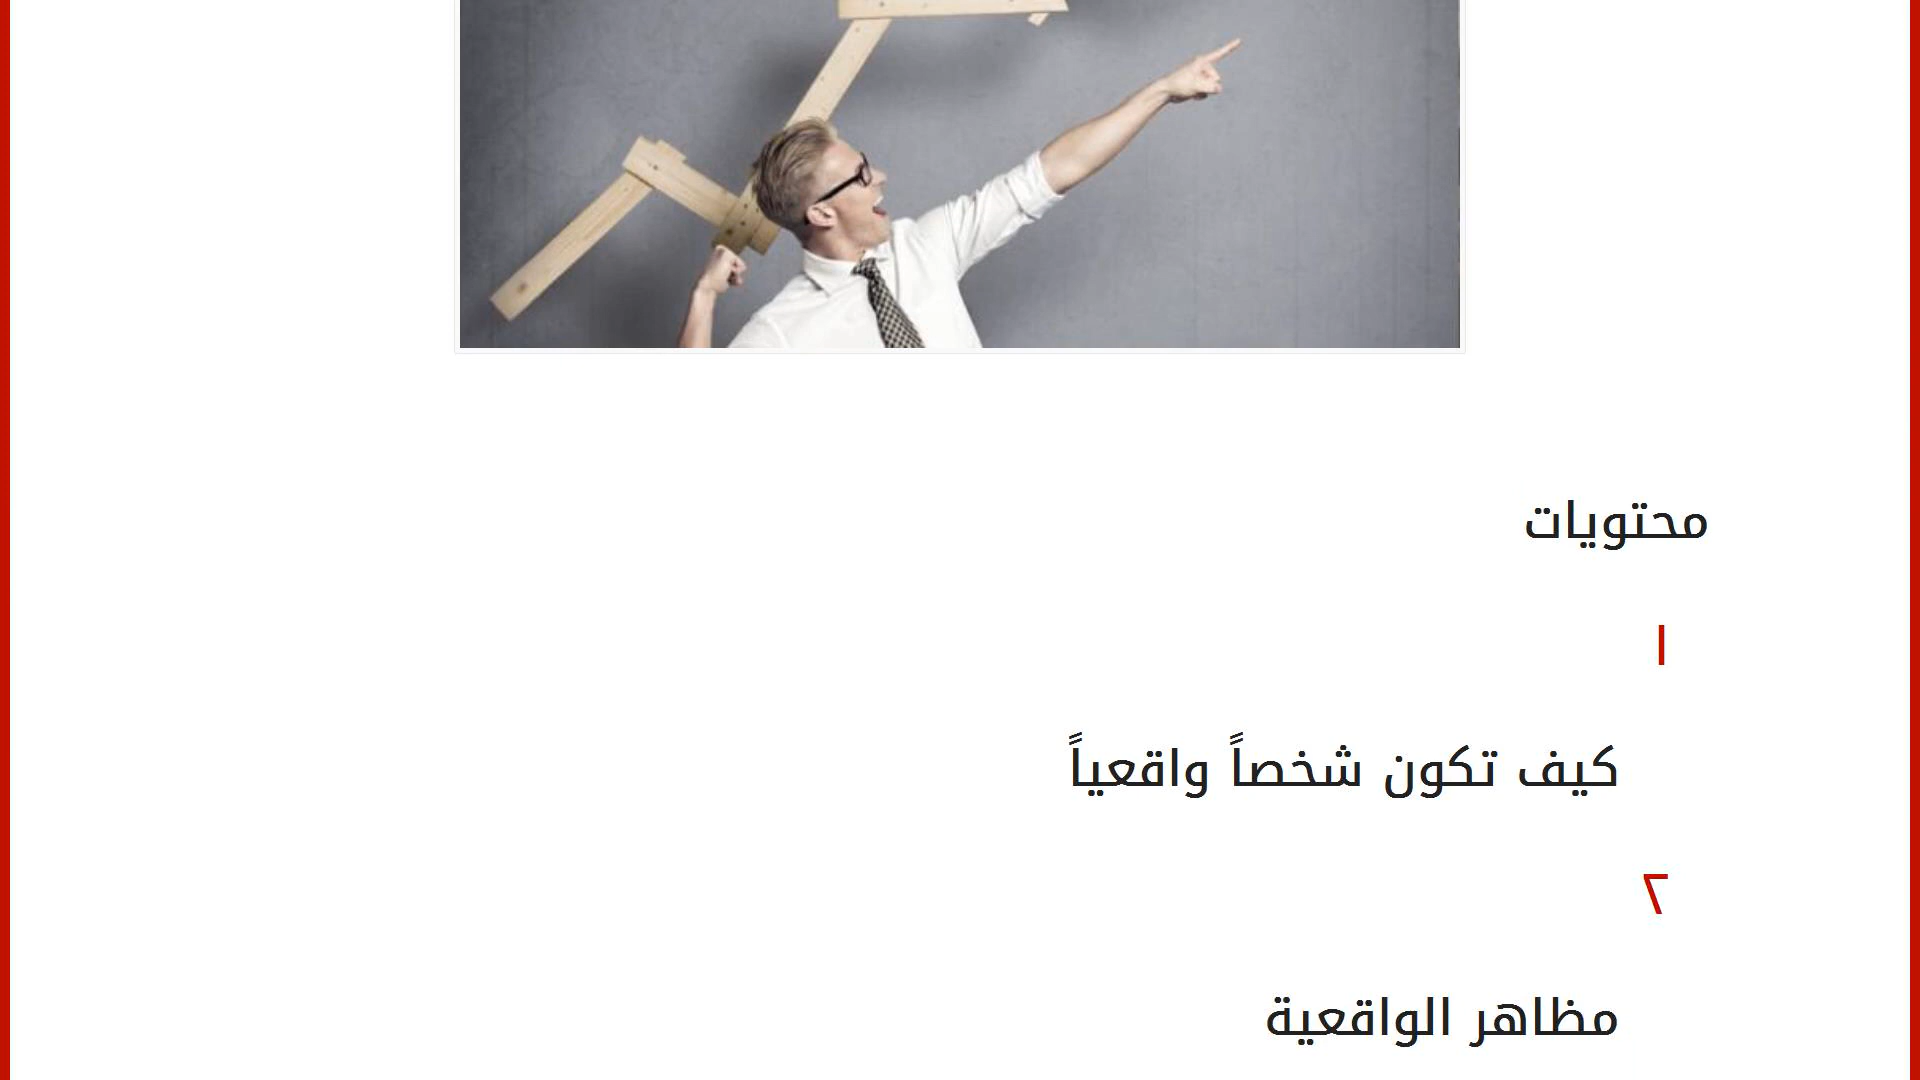 محتويات
١
كيف تكون شخصاً واقعياً
٢
مظاهر الواقعية